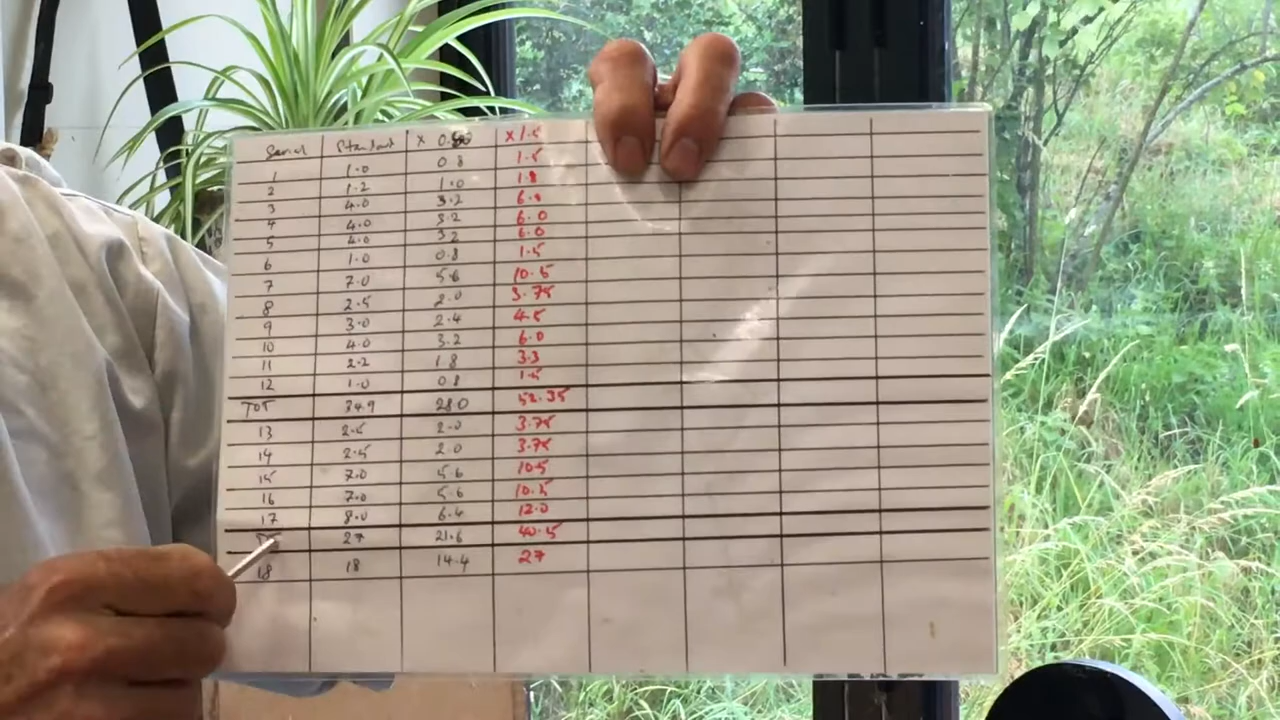 Serial Standard X 0.80 X 1.5
1 1.0 0.8 1.5
2 1.2 1.0 1.8
3 4.0 3.2 6.0
4 4.0 3.2 6.0
5 4.0 3.2 6.0
6 1.0 0.8 1.5
7 7.0 5.6 10.5
8 2.5 2.0 3.75
9 3.0 2.4 4.5
10 4.0 3.2 6.0
11 2.2 1.8 3.3
12 1.0 0.8 1.5
TOT 34.9 28.0 52.35
13 2.5 2.0 3.75
14 2.5 2.0 3.75
15 7.0 5.6 10.5
16 7.0 5.6 10.5
17 8.0 6.4 12.0
27 21.6 40.5
18 18 14.4 27